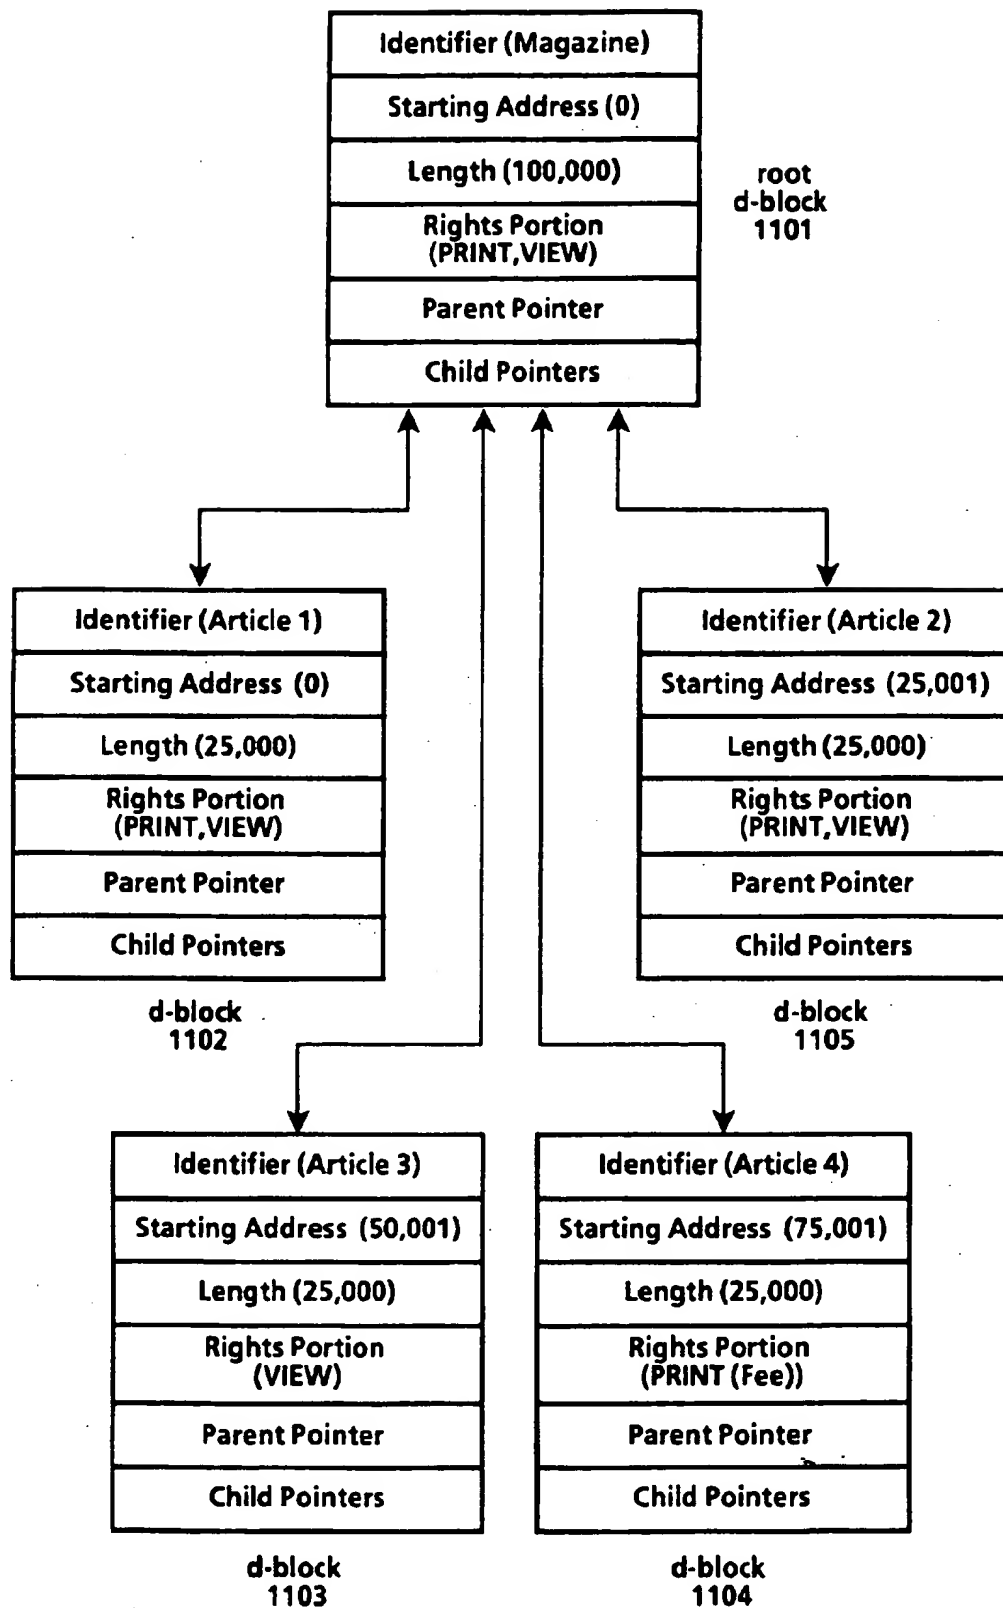 Identifier (Magazine)
Starting Address (0)
Length (100,000)
Rights Portion
(PRINT,VIEW)
Parent Pointer
Child Pointers
root
d-block
1101
Identifier (Article 1)
Starting Address (0)
Length (25,000)
Rights Portion
(PRINT,VIEW)
Parent Pointer
Child Pointers
d-block
1102
Identifier (Article 2)
Starting Address (25,001)
Length (25,000)
Rights Portion
(PRINT,VIEW)
Parent Pointer
Child Pointers
d-block
1105
Identifier (Article 3)
Starting Address (50,001)
Length (25,000)
Rights Portion
(VIEW)
Parent Pointer
Child Pointers
d-block
1103
Identifier (Article 4)
Starting Address (75,001)
Length (25,000)
Rights Portion
(PRINT (Fee))
Parent Pointer
Child Pointers
d-block
1104